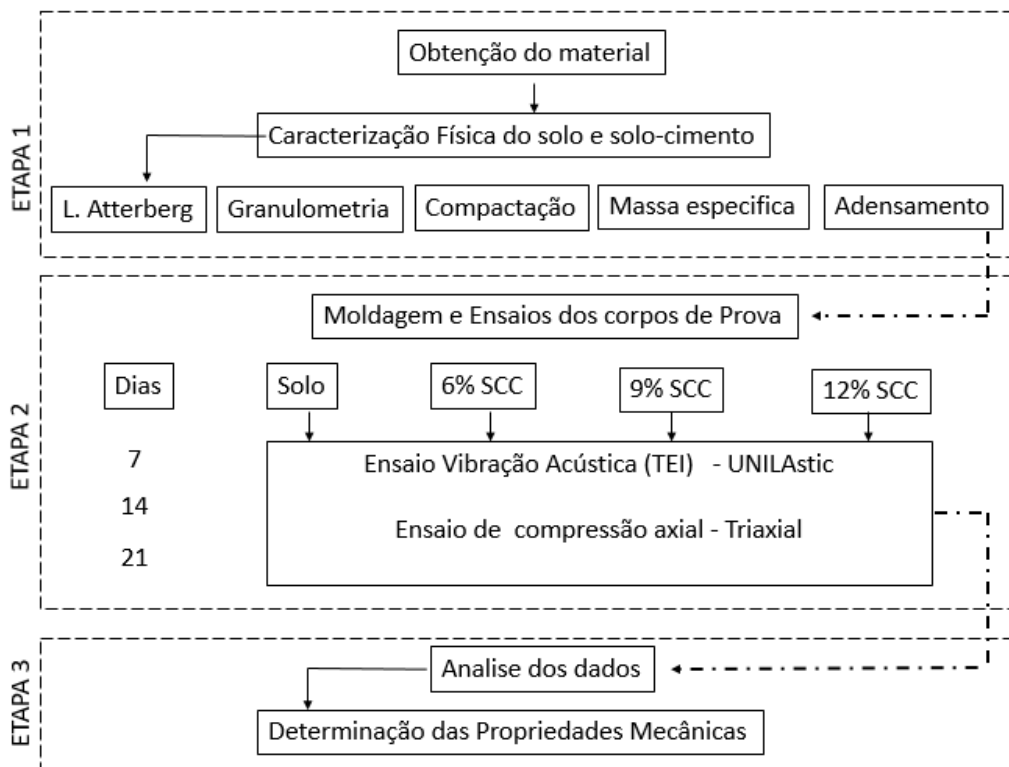 ETAPA 1
Obtenção do material
Caracterização Física do solo e solo-cimento
L. Atterberg
Granulometria
Compactação
Massa especifica
Adensamento
ETAPA 2
Moldagem e Ensaios dos corpos de Prova
Dias
Solo
6% SCC
9% SCC
12% SCC
7
14
21
Ensaio Vibração Acústica (TEI) - UNILAstic
Ensaio de compressão axial - Triaxial
ETAPA 3
Analise dos dados
Determinação das Propriedades Mecânicas